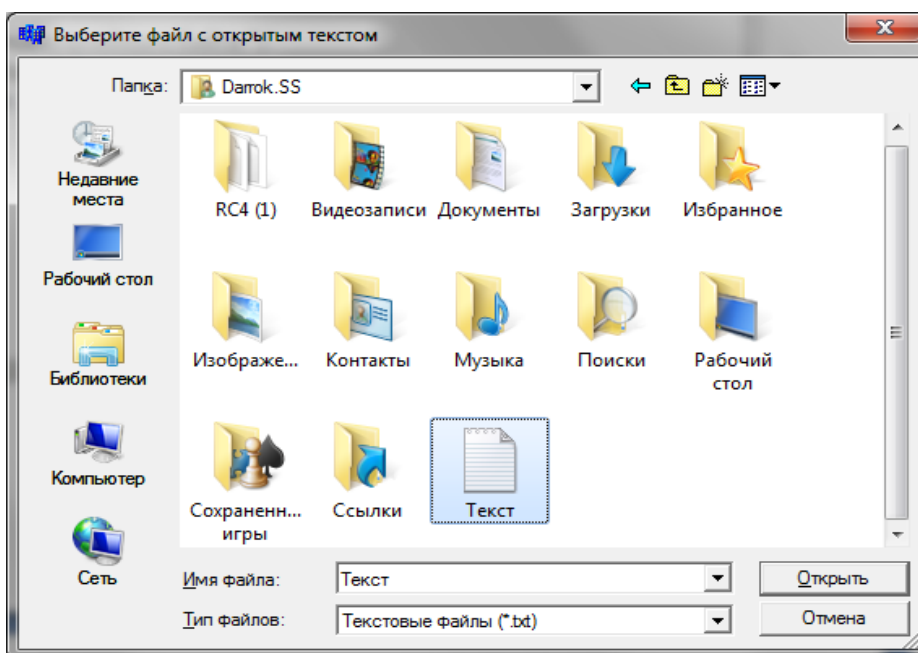 Выберите файл с открытым текстом
Папка:
Darrok.SS
Недавние
места
Рабочий стол
Библиотеки
Компьютер
Сеть
RC4 (1)
Видеозаписи
Документы
Загрузки
Избранное
Изображе...
Контакты
Музыка
Поиски
Рабочий
стол
Сохраненн...
игры
Ссылки
Текст
Имя файла:
Текст
Открыть
Тип файлов:
Текстовые файлы (*.txt)
Отмена